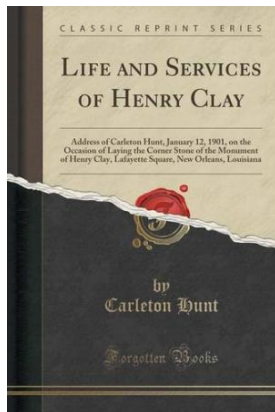 CLASSIC REPRINT SERIES
LIFE AND SERVICES
OF HENRY CLAY
Address of Carleton Hunt, January 12, 1901, on the
Occasion of Laying the Corner Stone of the Monument
of Henry Clay, Lafayette Square, New Orleans, Louisiana
by
Carleton Hunt
Forgotten Books